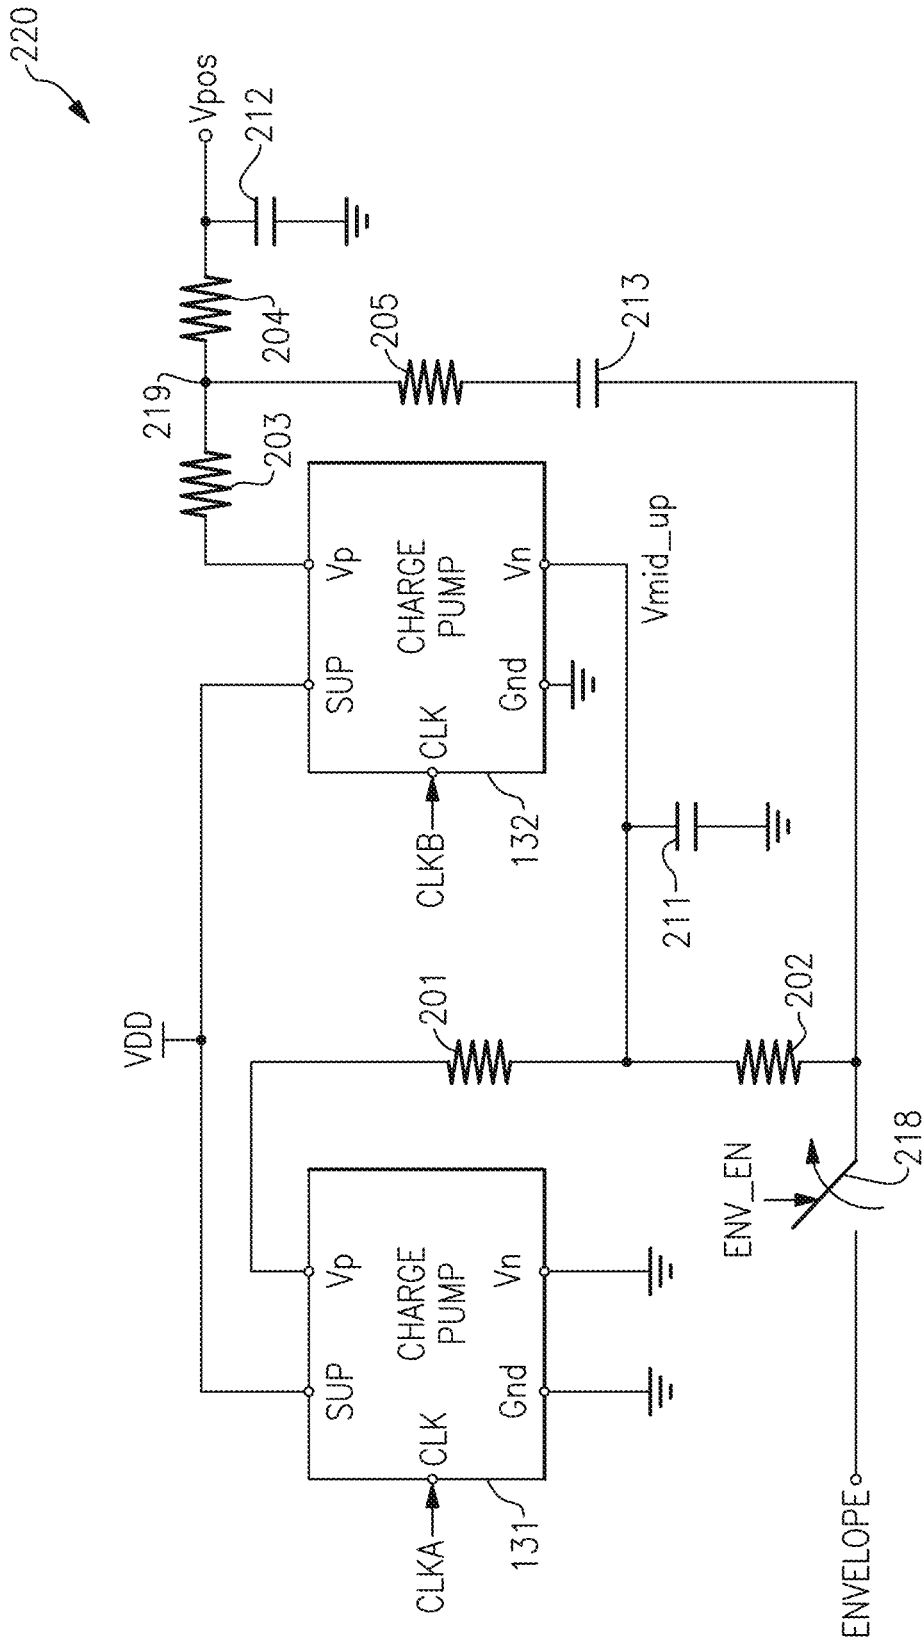 220
VDD
Vpos
219
203
204
212
205
213
SUP
Vp
CLKA
CLK
CHARGE
PUMP
Gnd
Vn
131
201
SUP
Vp
CLKB
CLK
CHARGE
PUMP
Gnd
Vn
132
Vmid_up
211
202
ENV_EN
218
ENVELOPE